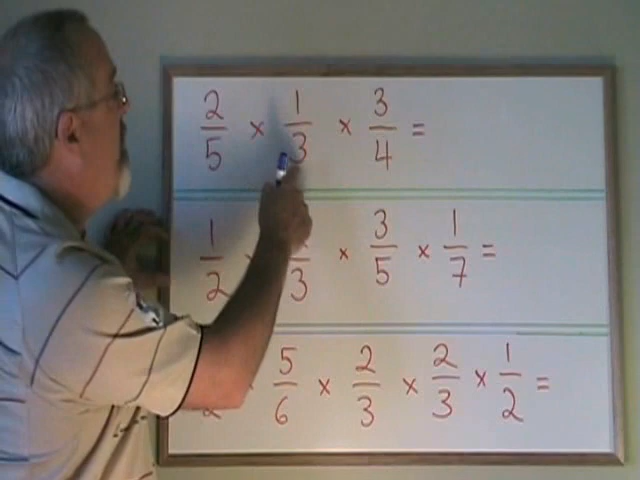 2/5 × 1/3 × 3/4 =
1/2 × /3 × 3/5 × 1/7 =
× 5/6 × 2/3 × 2/3 × 1/2 =